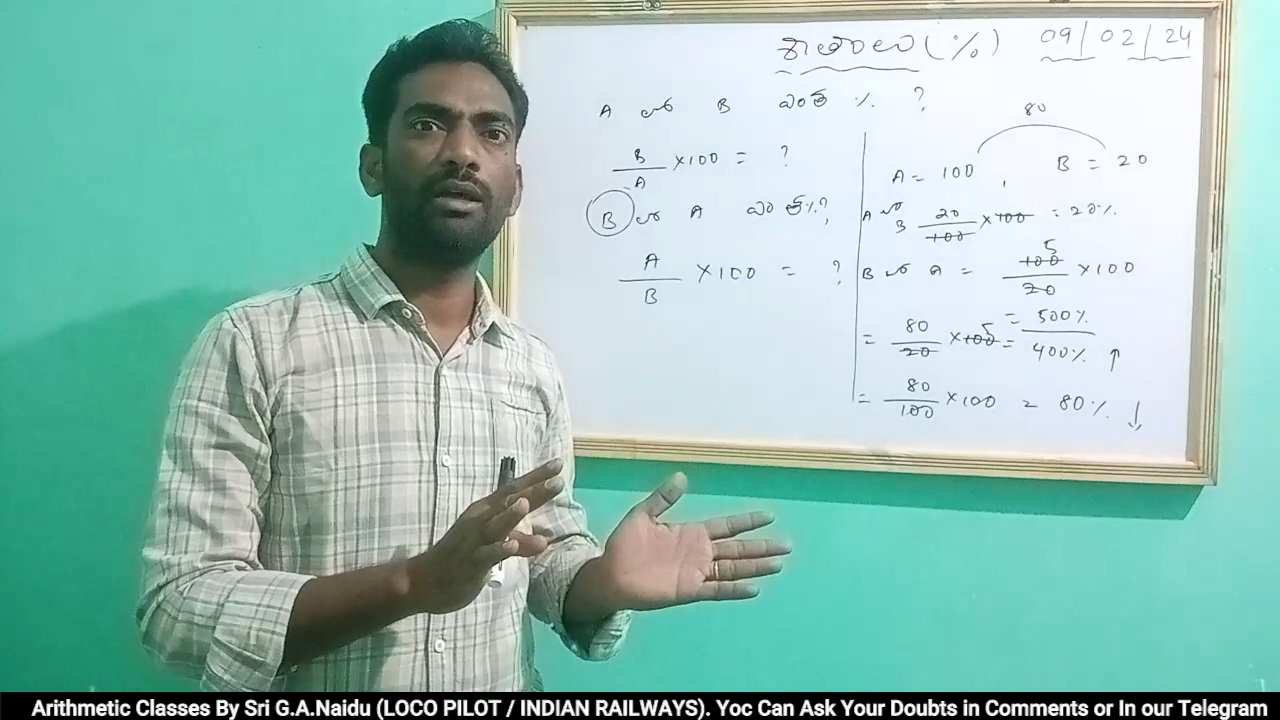 శాతాలు (%) 09/02/24
A లో B ఎంత % ?
B/A × 100 = ?
B లో A ఎంత %?
A/B × 100 = ?
80
A = 100, B = 20
A లో B 20/100 × 100 = 20%
B లో A = 100/20 × 100
5
= 500%
= 80/20 × 100 = 400% ↑
5
= 80/100 × 100 = 80% ↓
Arithmetic Classes By Sri G.A.Naidu (LOCO PILOT / INDIAN RAILWAYS). Yoc Can Ask Your Doubts in Comments or In our Telegram